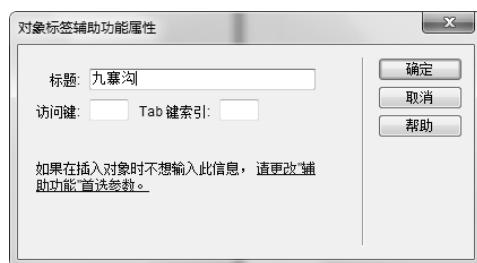 对象标签辅助功能属性
标题: 九寨沟
确定
访问键: Tab 键索引:
取消
帮助
如果在插入对象时不想输入此信息，请更改"辅
助功能"首选参数。